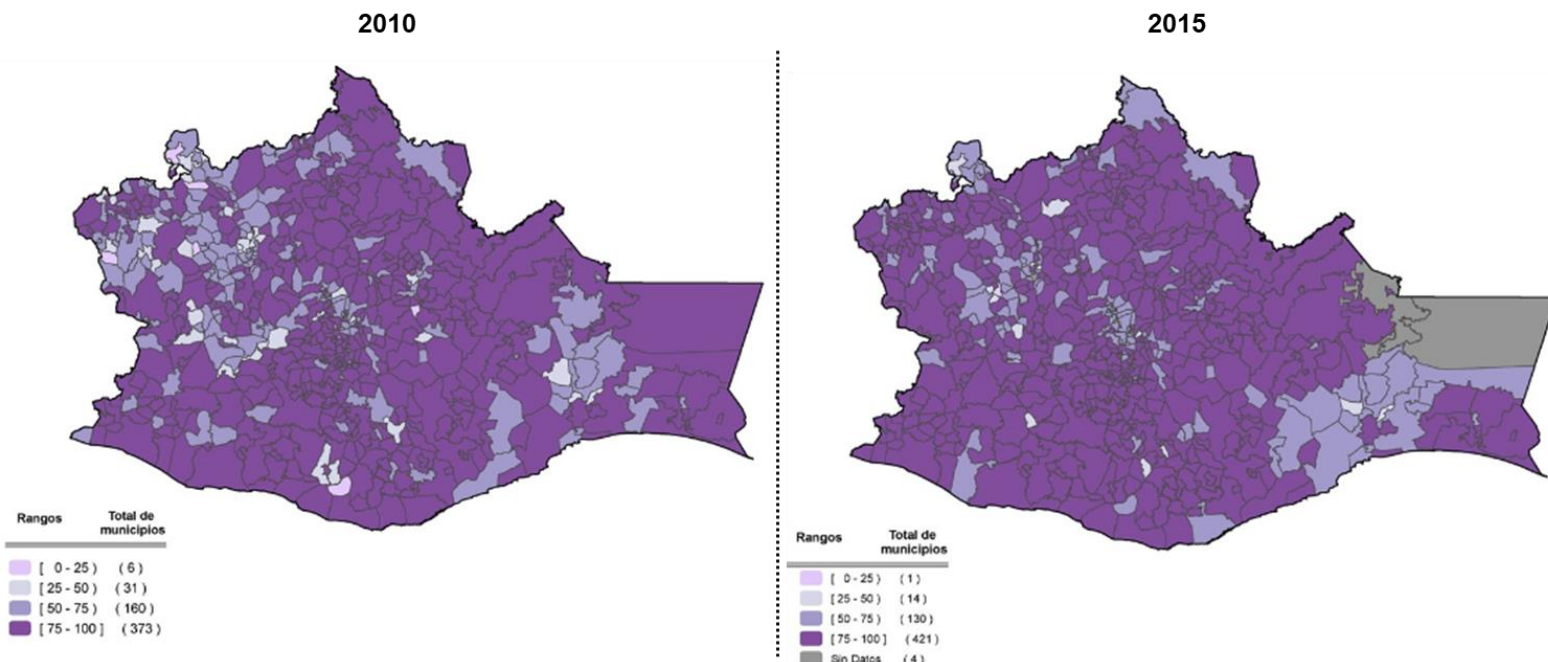 2010
2015
Rangos Total de municipios
[ 0 - 25 ) ( 6 )
[ 25 - 50 ) ( 31 )
[ 50 - 75 ) ( 160 )
[ 75 - 100 ] ( 373 )
Rangos Total de municipios
[ 0 - 25 ) ( 1 )
[ 25 - 50 ) ( 14 )
[ 50 - 75 ) ( 130 )
[ 75 - 100 ] ( 421 )
Sin Datos ( 4 )